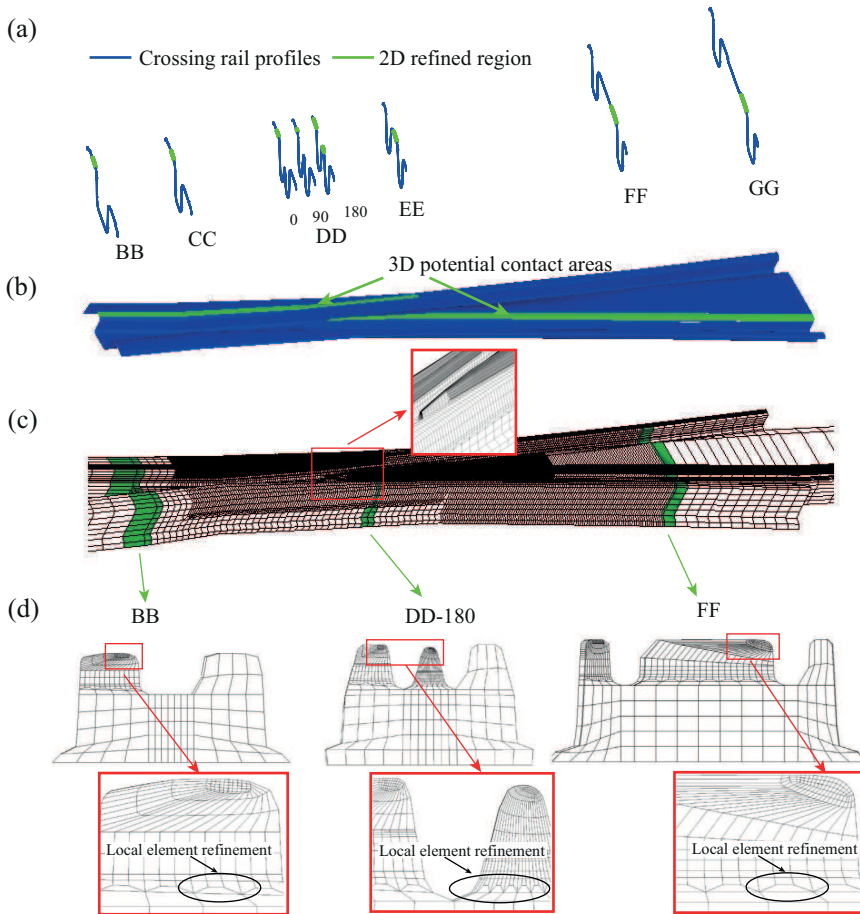 (a)
Crossing rail profiles
2D refined region
BB
CC
0
90
180
DD
EE
FF
GG
(b)
3D potential contact areas
(c)
BB
DD-180
FF
(d)
Local element refinement
Local element refinement
Local element refinement